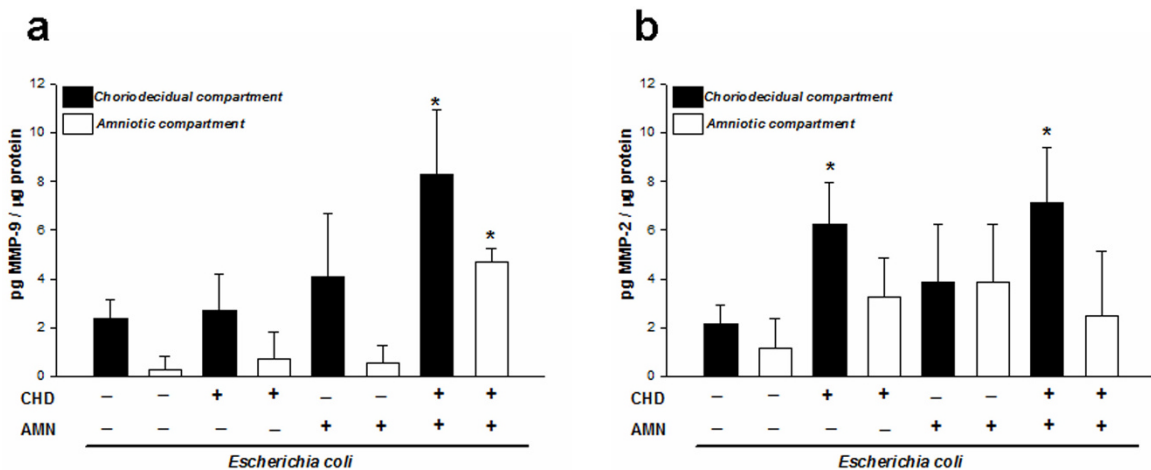 a
12
10
8
6
4
2
0
pg MMP-9 / µg protein
Choriodecidual compartment
Amniotic compartment
*
*
CHD – – + + – – + +
AMN – – – – + + + +
Escherichia coli
b
12
10
8
6
4
2
0
pg MMP-2 / µg protein
Choriodecidual compartment
Amniotic compartment
*
*
– – + + – – + +
– – – – + + + +
CHD
AMN
Escherichia coli